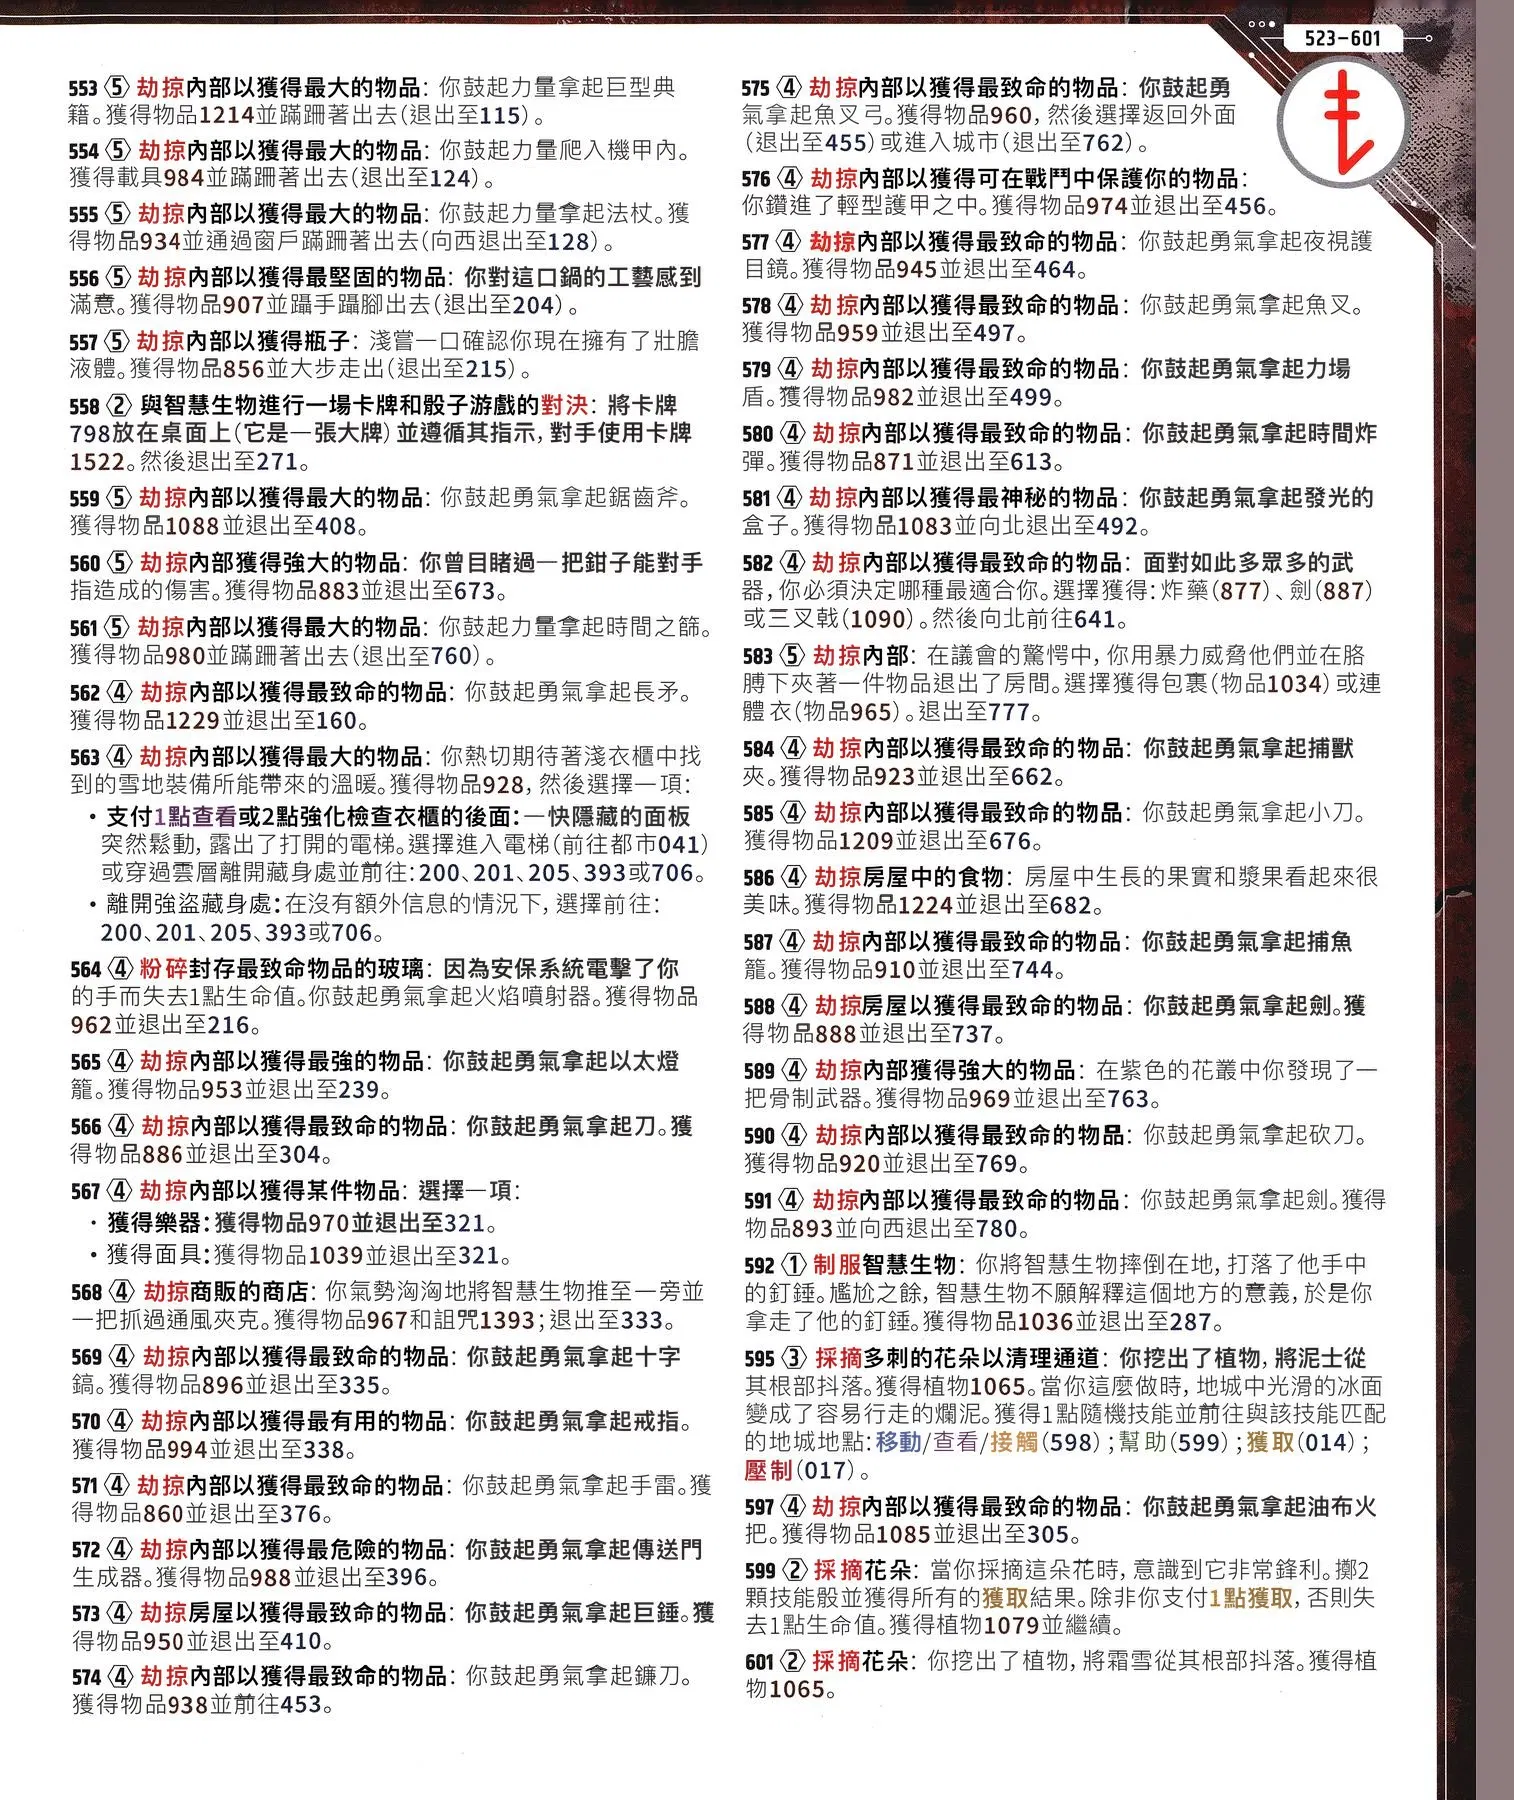 523–601
553 ⑤ 劫掠內部以獲得最大的物品：你鼓起力量拿起巨型典
籍。獲得物品1214並蹣跚著出去（退出至115）。
554 ⑤ 劫掠內部以獲得最大的物品：你鼓起力量爬入機甲內。
獲得載具984並蹣跚著出去（退出至124）。
555 ⑤ 劫掠內部以獲得最大的物品：你鼓起力量拿起法杖。獲
得物品934並通過窗戶蹣跚著出去（向西退出至128）。
556 ⑤ 劫掠內部以獲得最堅固的物品：你對這口鍋的工藝感到
滿意。獲得物品907並躡手躡腳出去（退出至204）。
557 ⑤ 劫掠內部以獲得瓶子：淺嘗一口確認你現在擁有了壯膽
液體。獲得物品856並大步走出（退出至215）。
558 ② 與智慧生物進行一場卡牌和骰子游戲的對決：將卡牌
798放在桌面上（它是一張大牌）並遵循其指示，對手使用卡牌
1522。然後退出至271。
559 ⑤ 劫掠內部以獲得最大的物品：你鼓起勇氣拿起鋸齒斧。
獲得物品1088並退出至408。
560 ⑤ 劫掠內部獲得強大的物品：你曾目睹過一把鉗子能對手
指造成的傷害。獲得物品883並退出至673。
561 ⑤ 劫掠內部以獲得最大的物品：你鼓起力量拿起時間之篩。
獲得物品980並蹣跚著出去（退出至760）。
562 ④ 劫掠內部以獲得最致命的物品：你鼓起勇氣拿起長矛。
獲得物品1229並退出至160。
563 ④ 劫掠內部以獲得最大的物品：你熱切期待著淺衣櫃中找
到的雪地裝備所能帶來的溫暖。獲得物品928，然後選擇一項：
・支付1點查看或2點強化檢查衣櫃的後面：一快隱藏的面板
突然鬆動，露出了打開的電梯。選擇進入電梯（前往都市041）
或穿過雲層離開藏身處並前往：200、201、205、393或706。
・離開強盜藏身處：在沒有額外信息的情況下，選擇前往：
200、201、205、393或706。
564 ④ 粉碎封存最致命物品的玻璃：因為安保系統電擊了你
的手而失去1點生命值。你鼓起勇氣拿起火焰噴射器。獲得物品
962並退出至216。
565 ④ 劫掠內部以獲得最強的物品：你鼓起勇氣拿起以太燈
籠。獲得物品953並退出至239。
566 ④ 劫掠內部以獲得最致命的物品：你鼓起勇氣拿起刀。獲
得物品886並退出至304。
567 ④ 劫掠內部以獲得某件物品：選擇一項：
・獲得樂器：獲得物品970並退出至321。
・獲得面具：獲得物品1039並退出至321。
568 ④ 劫掠商販的商店：你氣勢洶洶地將智慧生物推至一旁並
一把抓過通風夾克。獲得物品967和詛咒1393；退出至333。
569 ④ 劫掠內部以獲得最致命的物品：你鼓起勇氣拿起十字
鎬。獲得物品896並退出至335。
570 ④ 劫掠內部以獲得最有用的物品：你鼓起勇氣拿起戒指。
獲得物品994並退出至338。
571 ④ 劫掠內部以獲得最致命的物品：你鼓起勇氣拿起手雷。獲
得物品860並退出至376。
572 ④ 劫掠內部以獲得最危險的物品：你鼓起勇氣拿起傳送門
生成器。獲得物品988並退出至396。
573 ④ 劫掠房屋以獲得最致命的物品：你鼓起勇氣拿起巨錘。獲
得物品950並退出至410。
574 ④ 劫掠內部以獲得最致命的物品：你鼓起勇氣拿起鐮刀。
獲得物品938並前往453。
575 ④ 劫掠內部以獲得最致命的物品：你鼓起勇
氣拿起魚叉弓。獲得物品960，然後選擇返回外面
（退出至455）或進入城市（退出至762）。
576 ④ 劫掠內部以獲得可在戰鬥中保護你的物品：
你鑽進了輕型護甲之中。獲得物品974並退出至456。
577 ④ 劫掠內部以獲得最致命的物品：你鼓起勇氣拿起夜視護
目鏡。獲得物品945並退出至464。
578 ④ 劫掠內部以獲得最致命的物品：你鼓起勇氣拿起魚叉。
獲得物品959並退出至497。
579 ④ 劫掠內部以獲得最致命的物品：你鼓起勇氣拿起力場
盾。獲得物品982並退出至499。
580 ④ 劫掠內部以獲得最致命的物品：你鼓起勇氣拿起時間炸
彈。獲得物品871並退出至613。
581 ④ 劫掠內部以獲得最神秘的物品：你鼓起勇氣拿起發光的
盒子。獲得物品1083並向北退出至492。
582 ④ 劫掠內部以獲得最致命的物品：面對如此多眾多的武
器，你必須決定哪種最適合你。選擇獲得：炸藥（877）、劍（887）
或三叉戟（1090）。然後向北前往641。
583 ⑤ 劫掠內部：在議會的驚愕中，你用暴力威脅他們並在胳
膊下夾著一件物品退出了房間。選擇獲得包裹（物品1034）或連
體衣（物品965）。退出至777。
584 ④ 劫掠內部以獲得最致命的物品：你鼓起勇氣拿起捕獸
夾。獲得物品923並退出至662。
585 ④ 劫掠內部以獲得最致命的物品：你鼓起勇氣拿起小刀。
獲得物品1209並退出至676。
586 ④ 劫掠房屋中的食物：房屋中生長的果實和漿果看起來很
美味。獲得物品1224並退出至682。
587 ④ 劫掠內部以獲得最致命的物品：你鼓起勇氣拿起捕魚
籠。獲得物品910並退出至744。
588 ④ 劫掠房屋以獲得最致命的物品：你鼓起勇氣拿起劍。獲
得物品888並退出至737。
589 ④ 劫掠內部獲得強大的物品：在紫色的花叢中你發現了一
把骨制武器。獲得物品969並退出至763。
590 ④ 劫掠內部以獲得最致命的物品：你鼓起勇氣拿起砍刀。
獲得物品920並退出至769。
591 ④ 劫掠內部以獲得最致命的物品：你鼓起勇氣拿起劍。獲得
物品893並向西退出至780。
592 ① 制服智慧生物：你將智慧生物摔倒在地，打落了他手中
的釘錘。尷尬之餘，智慧生物不願解釋這個地方的意義，於是你
拿走了他的釘錘。獲得物品1036並退出至287。
595 ③ 採摘多刺的花朵以清理通道：你挖出了植物，將泥士從
其根部抖落。獲得植物1065。當你這麼做時，地城中光滑的冰面
變成了容易行走的爛泥。獲得1點隨機技能並前往與該技能匹配
的地城地點：移動/查看/接觸（598）；幫助（599）；獲取（014）；
壓制（017）。
597 ④ 劫掠內部以獲得最致命的物品：你鼓起勇氣拿起油布火
把。獲得物品1085並退出至305。
599 ② 採摘花朵：當你採摘這朵花時，意識到它非常鋒利。擲2
顆技能骰並獲得所有的獲取結果。除非你支付1點獲取，否則失
去1點生命值。獲得植物1079並繼續。
601 ② 採摘花朵：你挖出了植物，將霜雪從其根部抖落。獲得植
物1065。